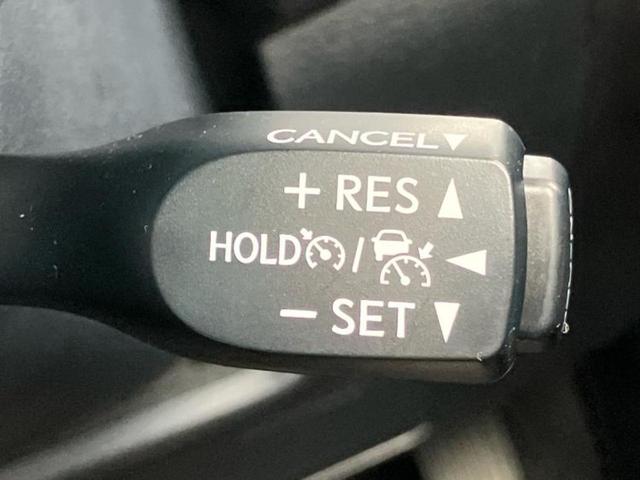 CANCEL▼
+ RES ▲
HOLD / ◀
− SET ▼